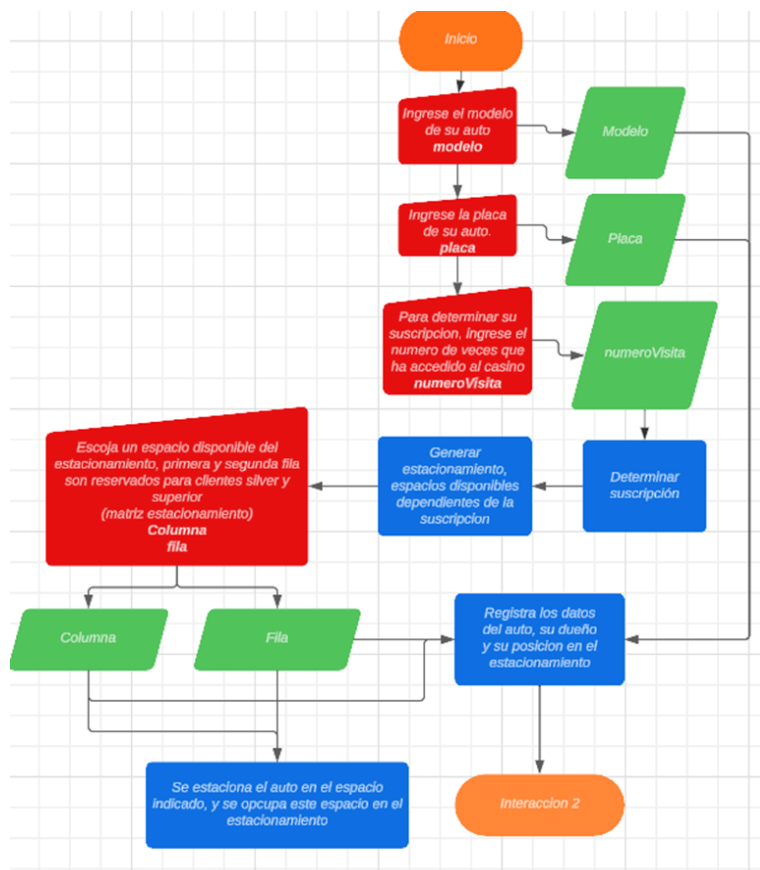 Inicio
Ingrese el modelo
de su auto
modelo
Modelo
Ingrese la placa
de su auto.
placa
Placa
Para determinar su
suscripcion, ingrese el
numero de veces que
ha accedido al casino
numeroVisita
numeroVisita
Escoja un espacio disponible del
estacionamiento, primera y segunda fila
son reservados para clientes silver y
superior
(matriz estacionamiento)
Columna
fila
Generar
estacionamiento,
espacios disponibles
dependientes de la
suscripcion
Determinar
suscripción
Columna
Fila
Registra los datos
del auto, su dueño
y su posicion en el
estacionamiento
Se estaciona el auto en el espacio
indicado, y se opcupa este espacio en el
estacionamiento
Interaccion 2